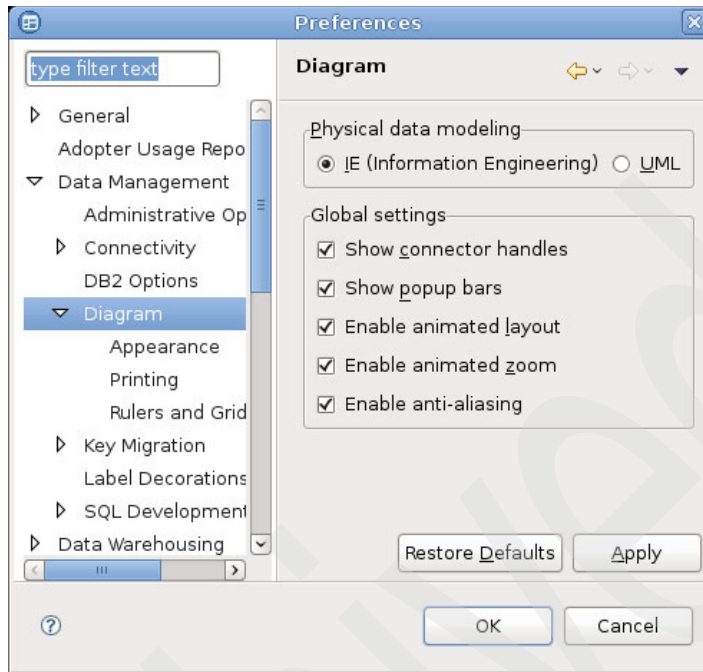 Preferences
type filter text
General
Adopter Usage Repo
Data Management
Administrative Op
Connectivity
DB2 Options
Diagram
Appearance
Printing
Rulers and Grid
Key Migration
Label Decorations
SQL Development
Data Warehousing
Diagram
Physical data modeling
IE (Information Engineering) UML
Global settings
Show connector handles
Show popup bars
Enable animated layout
Enable animated zoom
Enable anti-aliasing
Restore Defaults Apply
? OK Cancel